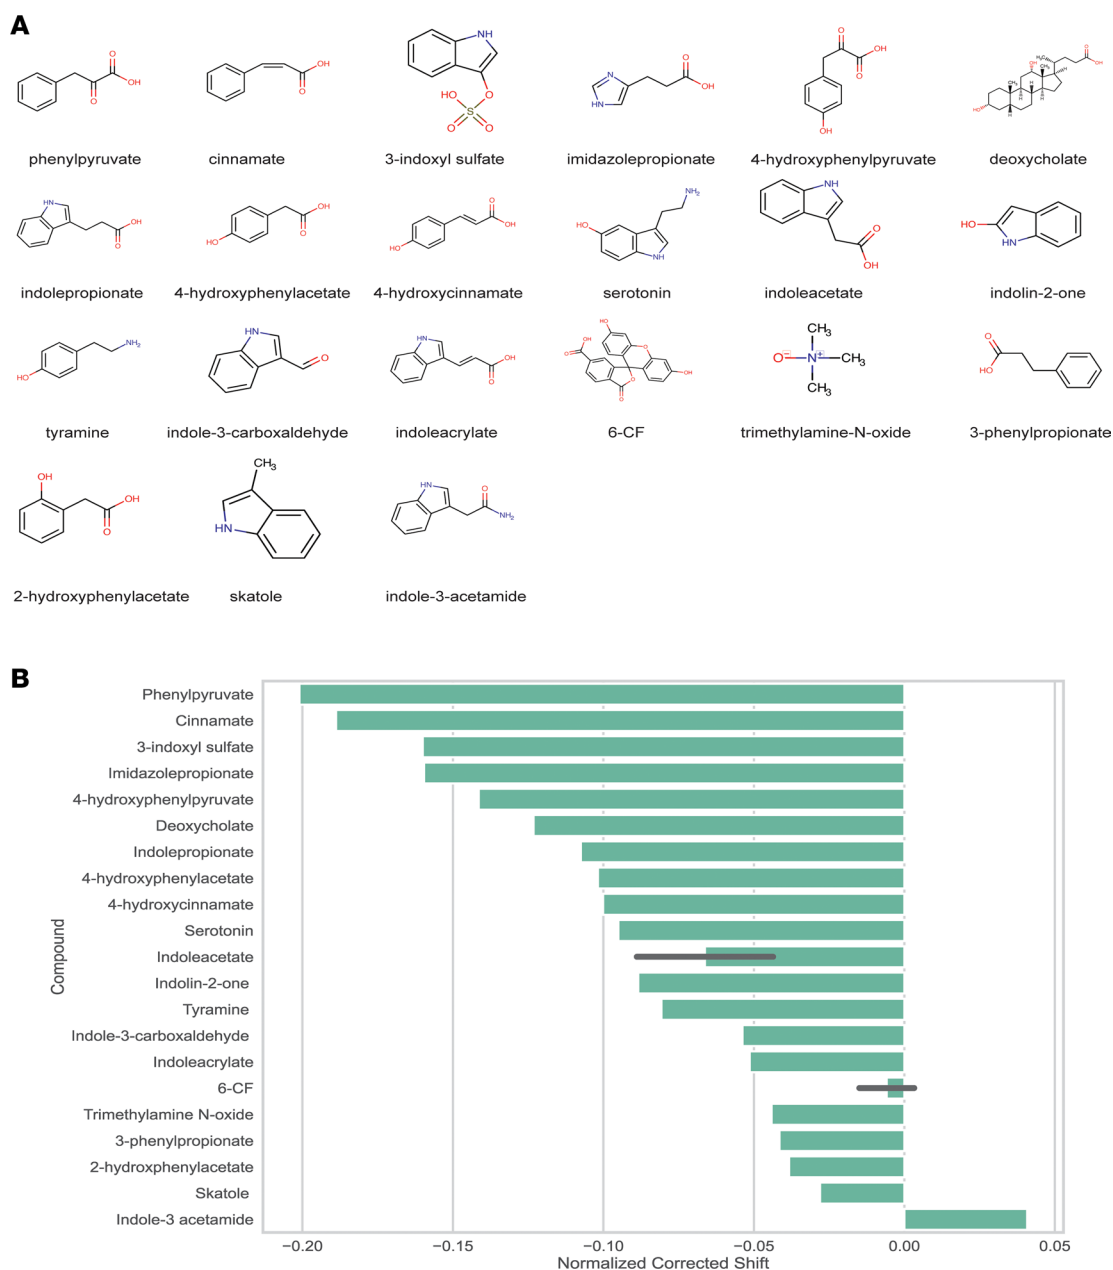 A
phenylpyruvate cinnamate 3-indoxyl sulfate imidazolepropionate 4-hydroxyphenylpyruvate deoxycholate
indolepropionate 4-hydroxyphenylacetate 4-hydroxycinnamate serotonin indoleacetate indolin-2-one
tyramine indole-3-carboxaldehyde indoleacrylate 6-CF trimethylamine-N-oxide 3-phenylpropionate
2-hydroxyphenylacetate skatole indole-3-acetamide
B
Compound
Phenylpyruvate
Cinnamate
3-indoxyl sulfate
Imidazolepropionate
4-hydroxyphenylpyruvate
Deoxycholate
Indolepropionate
4-hydroxyphenylacetate
4-hydroxycinnamate
Serotonin
Indoleacetate
Indolin-2-one
Tyramine
Indole-3-carboxaldehyde
Indoleacrylate
6-CF
Trimethylamine N-oxide
3-phenylpropionate
2-hydroxphenylacetate
Skatole
Indole-3 acetamide
−0.20 −0.15 −0.10 −0.05 0.00 0.05
Normalized Corrected Shift